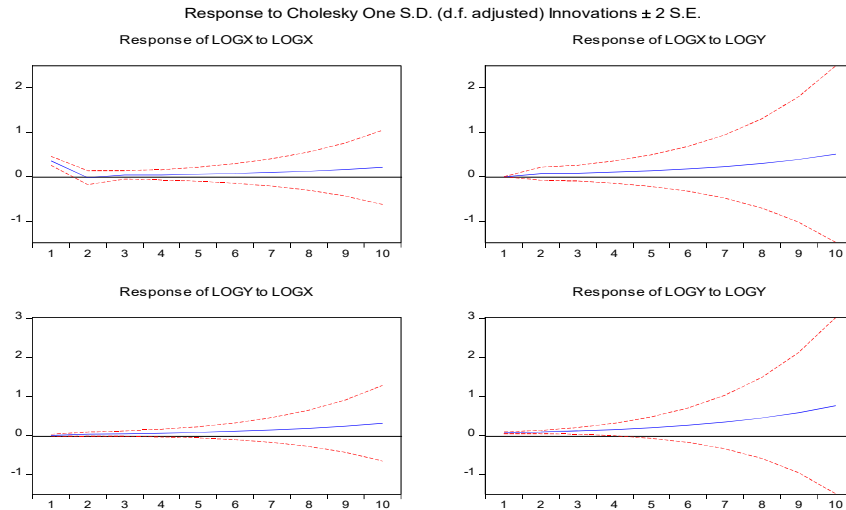 Response to Cholesky One S.D. (d.f. adjusted) Innovations ± 2 S.E.
Response of LOGX to LOGX
2
1
0
-1
1 2 3 4 5 6 7 8 9 10
Response of LOGX to LOGY
2
1
0
-1
1 2 3 4 5 6 7 8 9 10
Response of LOGY to LOGX
3
2
1
0
-1
1 2 3 4 5 6 7 8 9 10
Response of LOGY to LOGY
3
2
1
0
-1
1 2 3 4 5 6 7 8 9 10